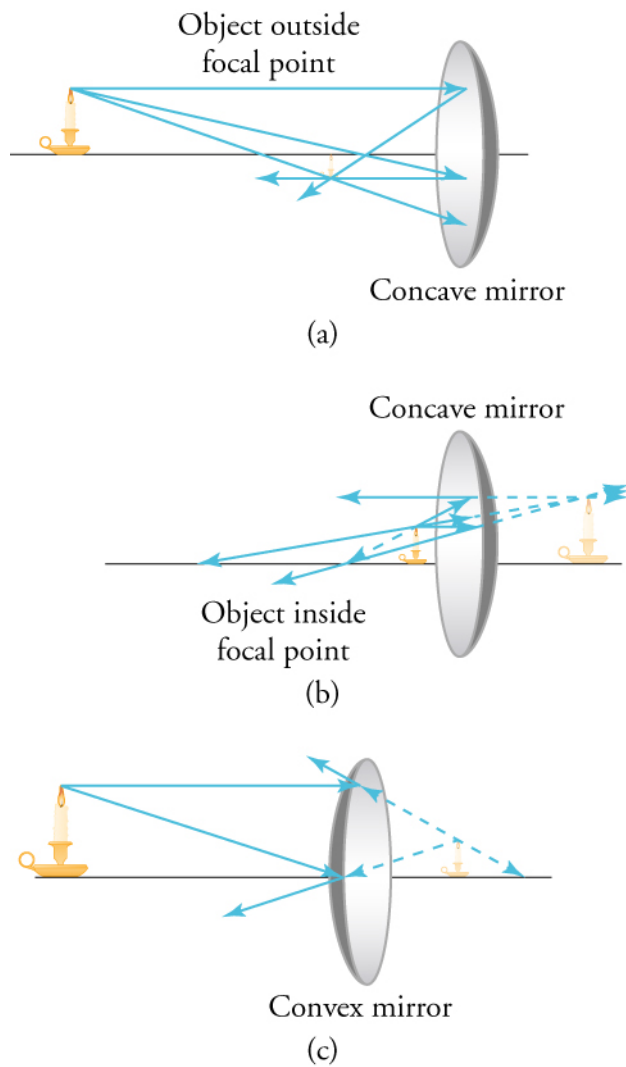 Object outside
focal point
Concave mirror
(a)
Concave mirror
Object inside
focal point
(b)
Convex mirror
(c)